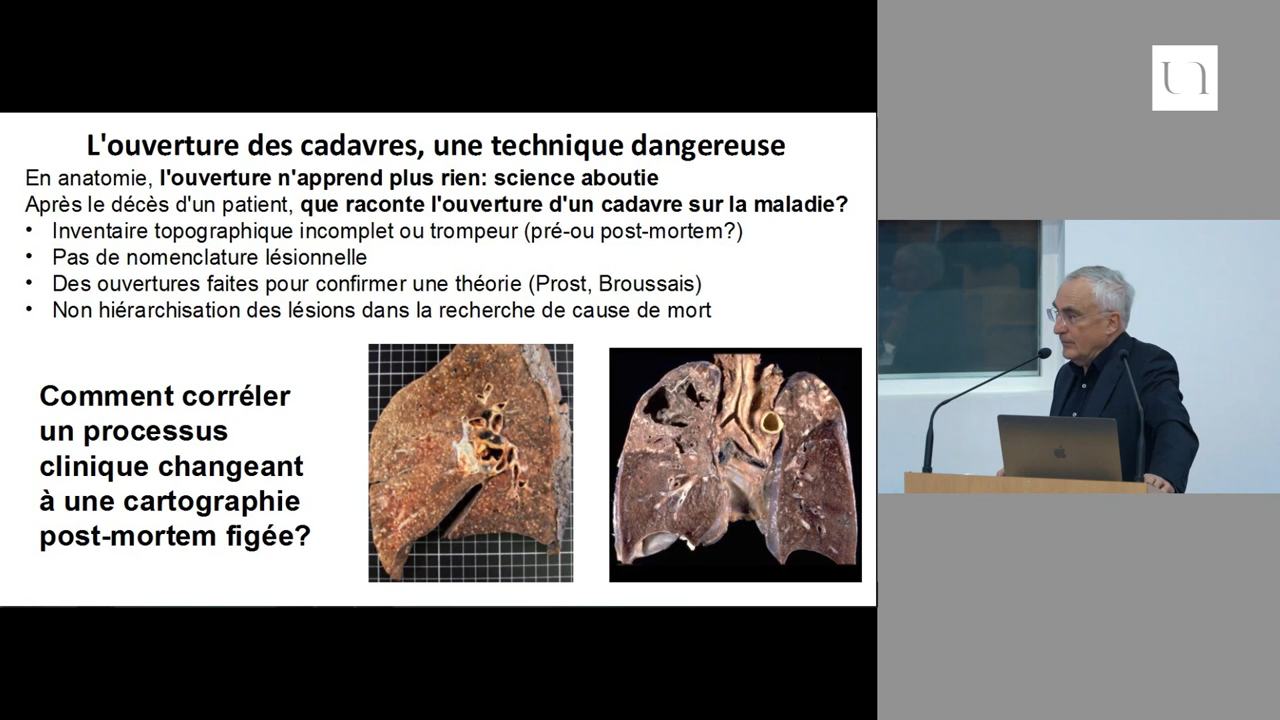 L'ouverture des cadavres, une technique dangereuse
En anatomie, l'ouverture n'apprend plus rien: science aboutie
Après le décès d'un patient, que raconte l'ouverture d'un cadavre sur la maladie?
• Inventaire topographique incomplet ou trompeur (pré-ou post-mortem?)
• Pas de nomenclature lésionnelle
• Des ouvertures faites pour confirmer une théorie (Prost, Broussais)
• Non hiérarchisation des lésions dans la recherche de cause de mort
Comment corréler
un processus
clinique changeant
à une cartographie
post-mortem figée?